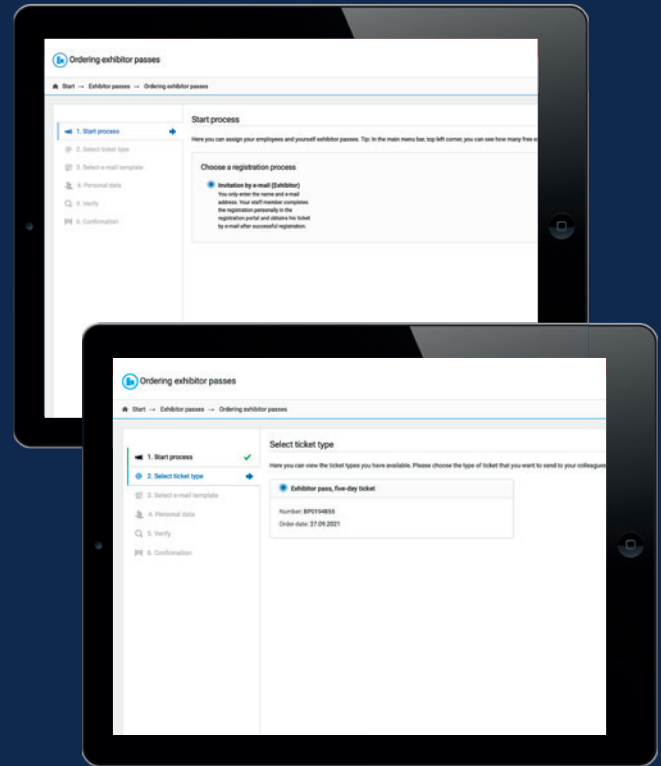 Ordering exhibitor passes
Start → Exhibitor passes → Ordering exhibitor passes
1. Start process
2. Select ticket type
3. Select e-mail template
4. Personal data
5. Verify
6. Confirmation
Start process
Here you can assign your employees and yourself exhibitor passes. Tip: In the main menu bar, top left corner, you can see how many free
Choose a registration process
Invitation by e-mail (Exhibitor)
You only enter the name and e-mail
address. Your staff member completes
the registration personally in the
registration portal and obtains his ticket
by e-mail after successful registration.
Ordering exhibitor passes
Start → Exhibitor passes → Ordering exhibitor passes
1. Start process
2. Select ticket type
3. Select e-mail template
4. Personal data
5. Verify
6. Confirmation
Select ticket type
Here you can view the ticket types you have available. Please choose the type of ticket that you want to send to your colleagues
Exhibitor pass, five-day ticket
Number: BP0194855
Order date: 27.09.2021